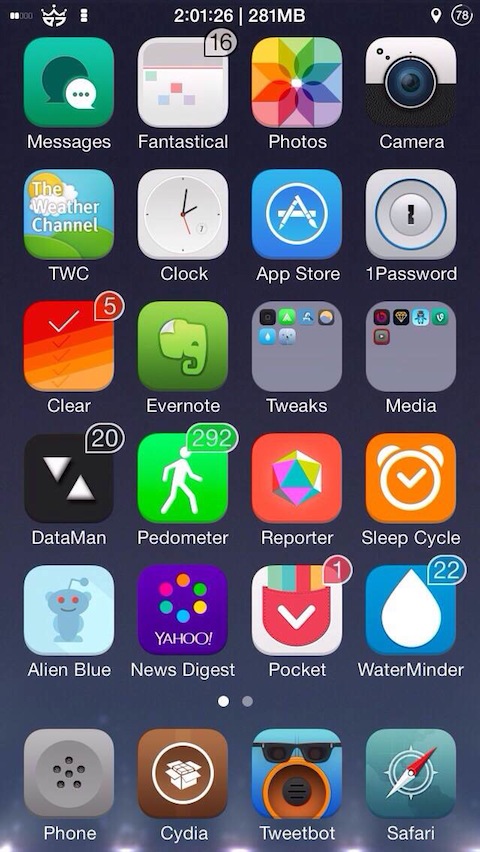 2:01:26 | 281MB
78
16
Messages
Fantastical
Photos
Camera
The
Weather
Channel
7
TWC
Clock
App Store
1Password
5
Clear
Evernote
Tweaks
Media
20
292
DataMan
Pedometer
Reporter
Sleep Cycle
YAHOO!
1
22
Alien Blue
News Digest
Pocket
WaterMinder
Phone
Cydia
Tweetbot
Safari